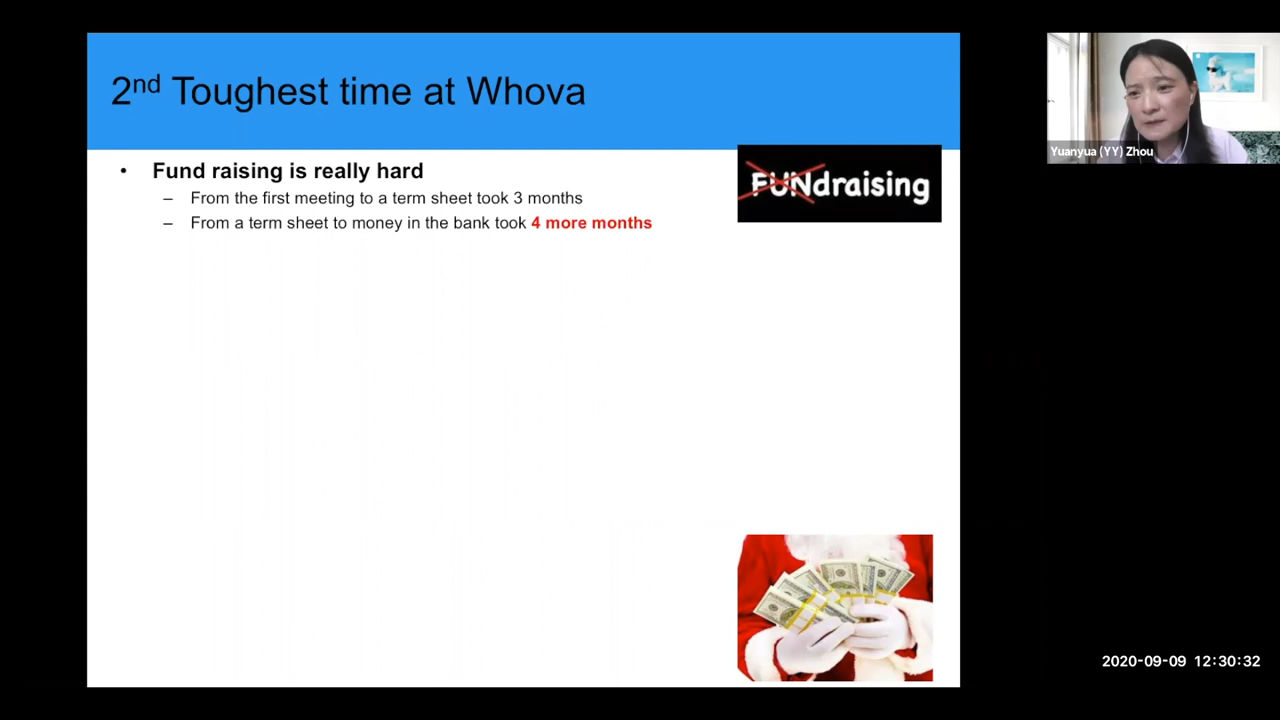 2nd Toughest time at Whova
• Fund raising is really hard
– From the first meeting to a term sheet took 3 months
– From a term sheet to money in the bank took 4 more months
FUNdraising
Yuanyua (YY) Zhou
2020-09-09 12:30:32